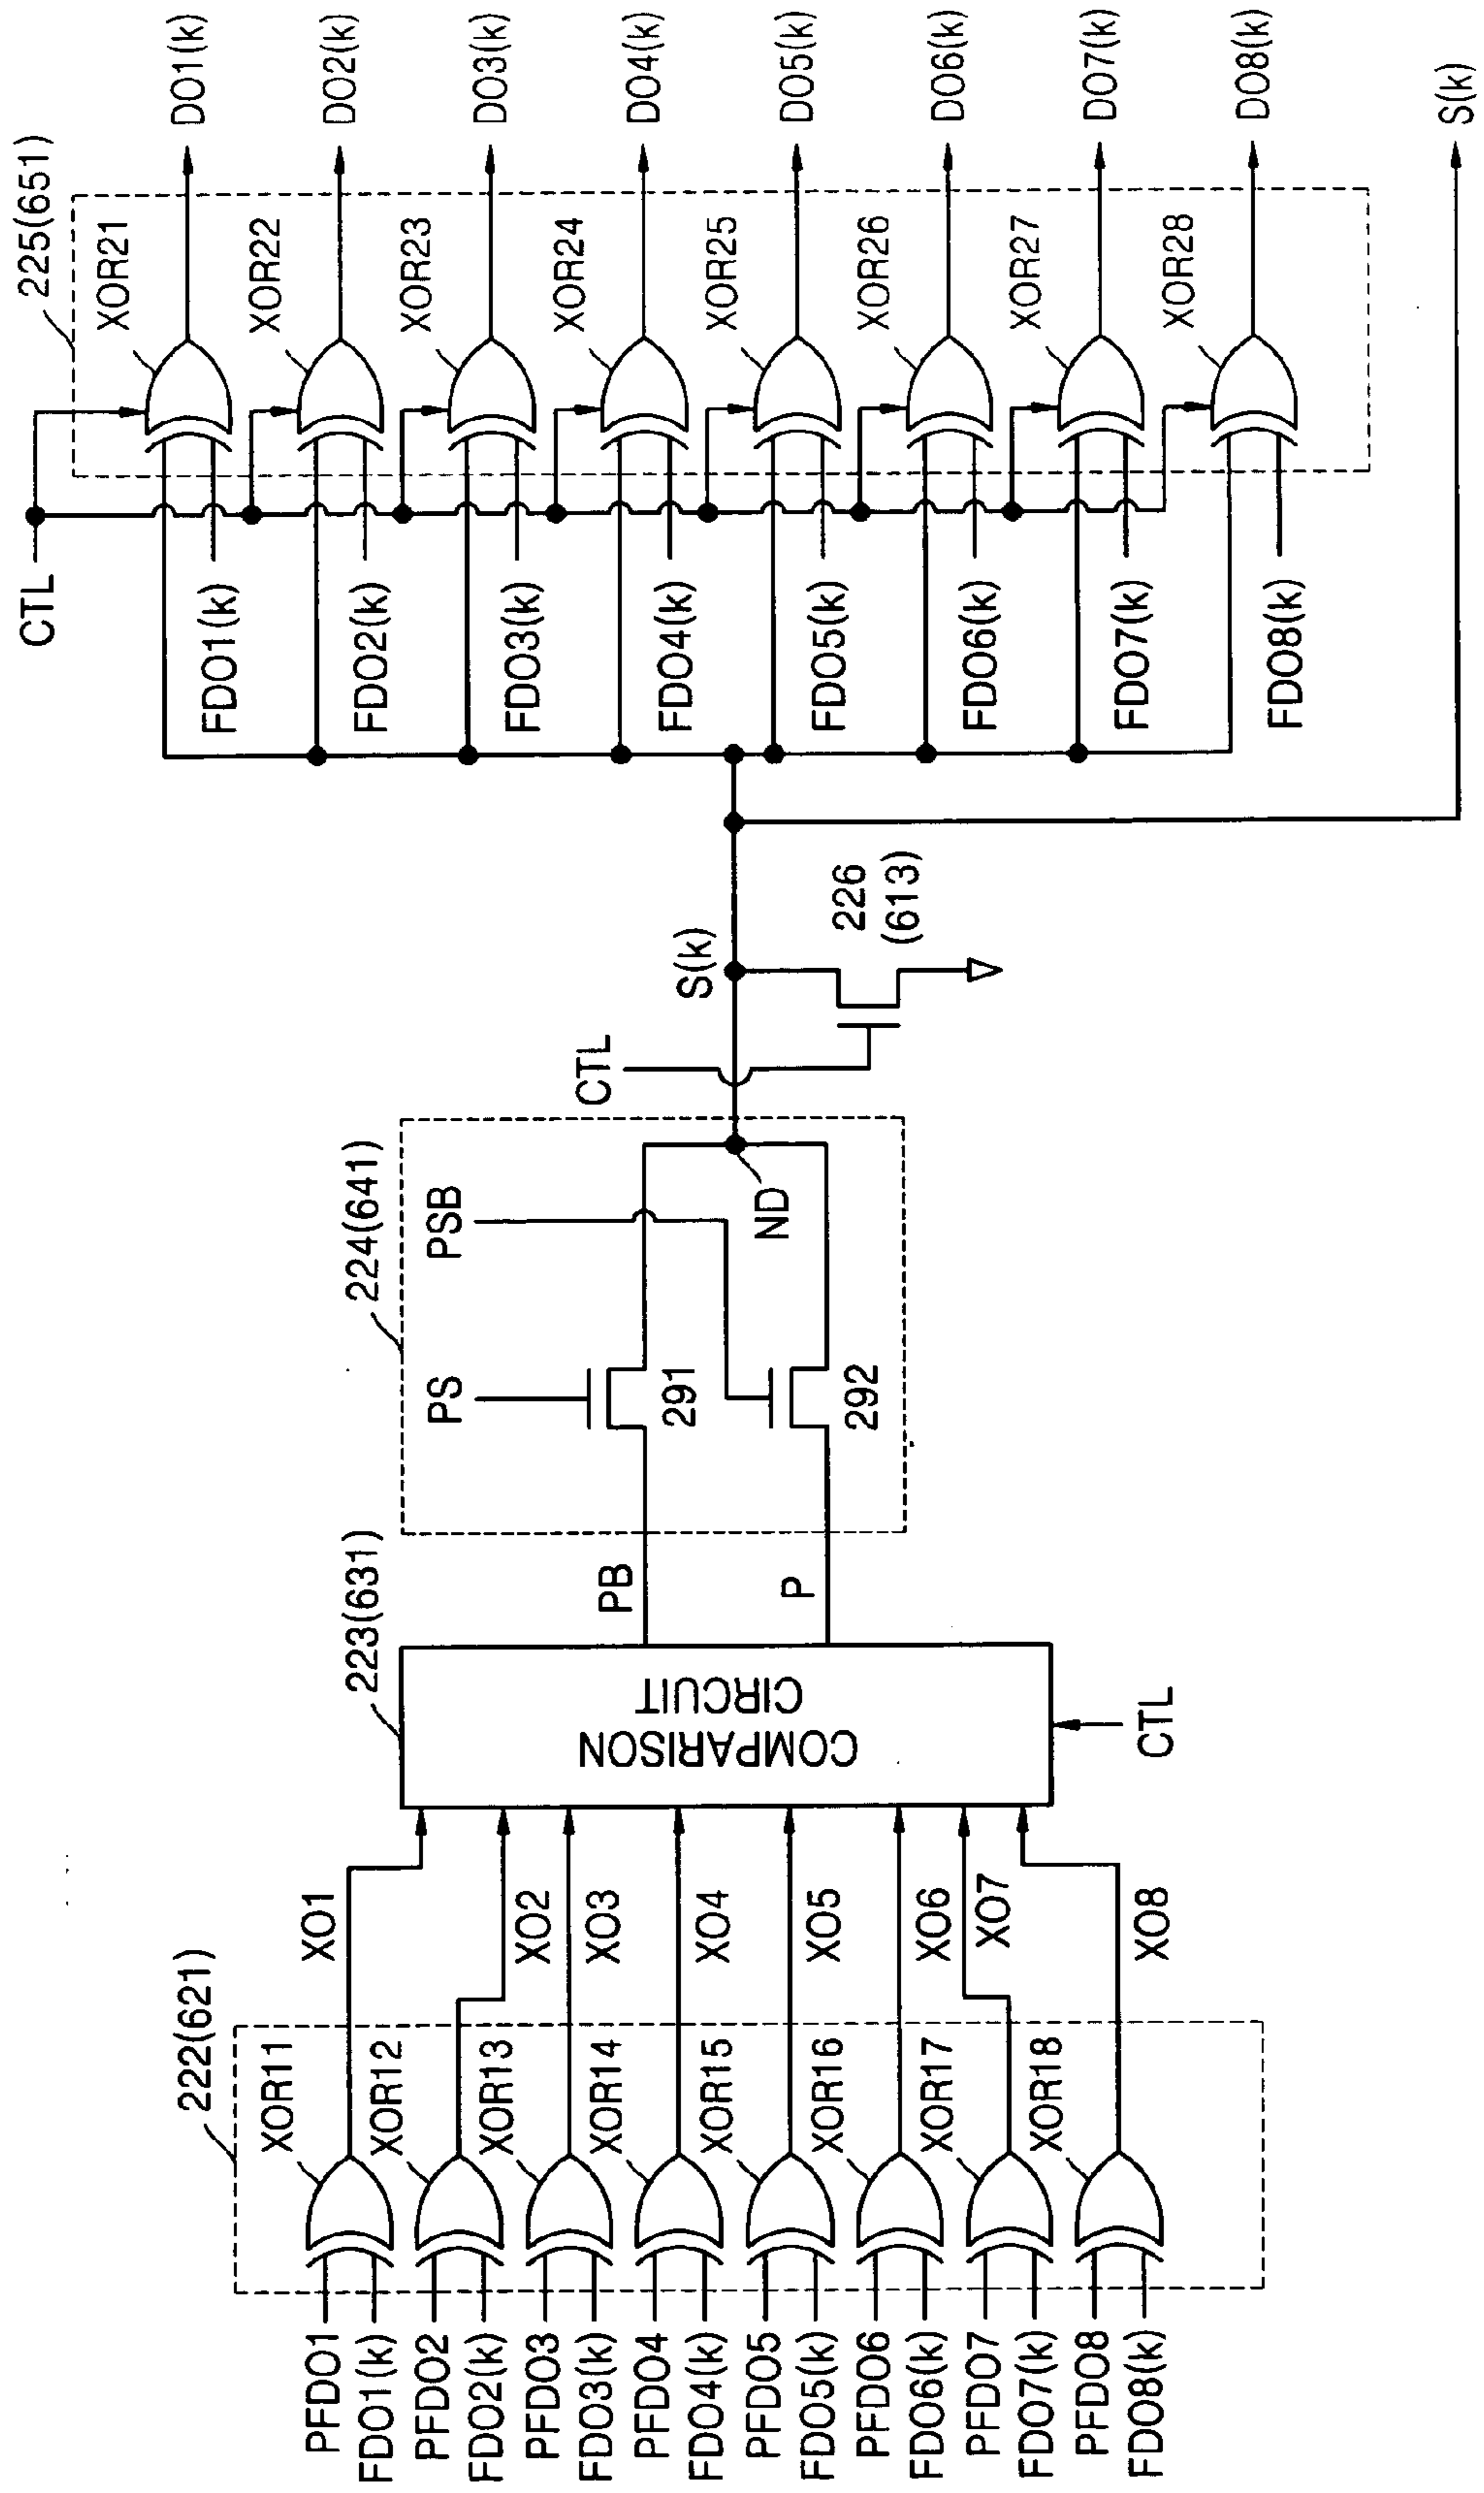 222(621)
XOR11
XOR12
XOR13
XOR14
XOR15
XOR16
XOR17
XOR18
PFDO1
FDO1(k)
PFDO2
FDO2(k)
PFDO3
FDO3(k)
PFDO4
FDO4(k)
PFDO5
FDO5(k)
PFDO6
FDO6(k)
PFDO7
FDO7(k)
PFDO8
FDO8(k)
XO1
XO2
XO3
XO4
XO5
XO6
XO7
XO8
223(631)
COMPARISON
CIRCUIT
CTL
PB
P
224(641)
PS
PSB
291
292
ND
CTL
S(k)
226
(613)
CTL
FDO1(k)
FDO2(k)
FDO3(k)
FDO4(k)
FDO5(k)
FDO6(k)
FDO7(k)
FDO8(k)
225(651)
XOR21
XOR22
XOR23
XOR24
XOR25
XOR26
XOR27
XOR28
DO1(k)
DO2(k)
DO3(k)
DO4(k)
DO5(k)
DO6(k)
DO7(k)
DO8(k)
S(k)